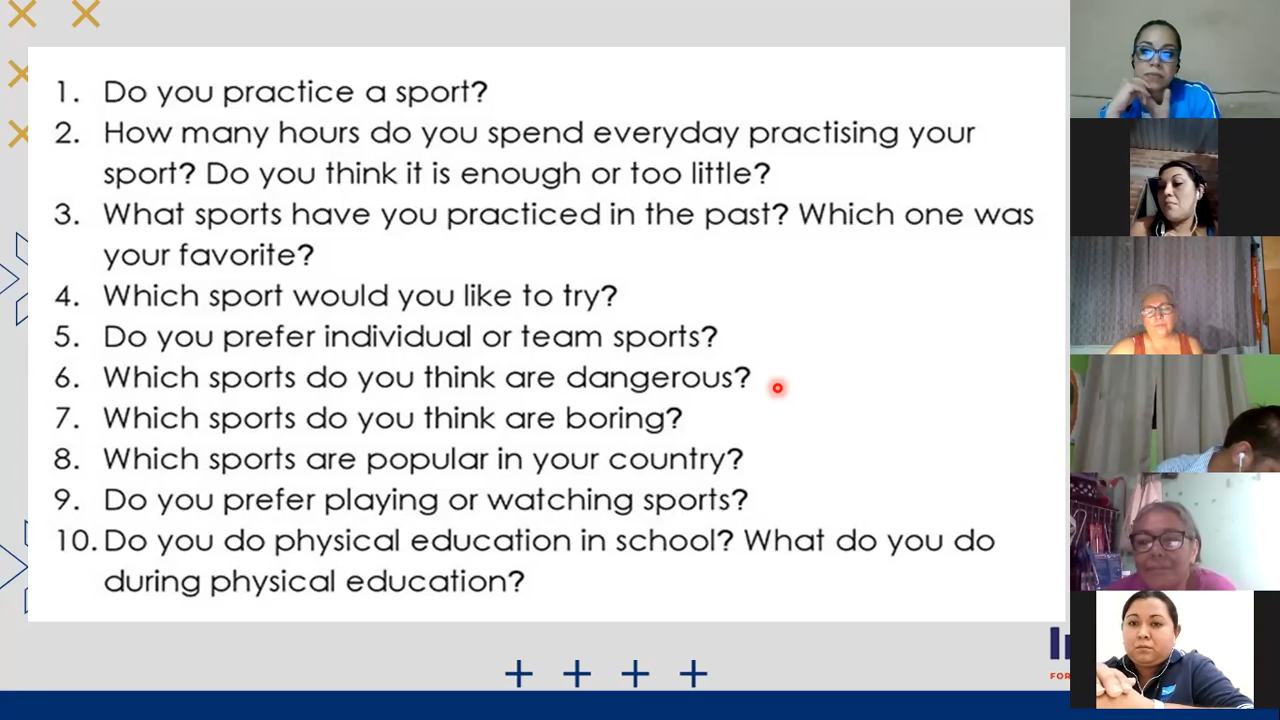 1. Do you practice a sport?
2. How many hours do you spend everyday practising your
sport? Do you think it is enough or too little?
3. What sports have you practiced in the past? Which one was
your favorite?
4. Which sport would you like to try?
5. Do you prefer individual or team sports?
6. Which sports do you think are dangerous?
7. Which sports do you think are boring?
8. Which sports are popular in your country?
9. Do you prefer playing or watching sports?
10. Do you do physical education in school? What do you do
during physical education?
FOR